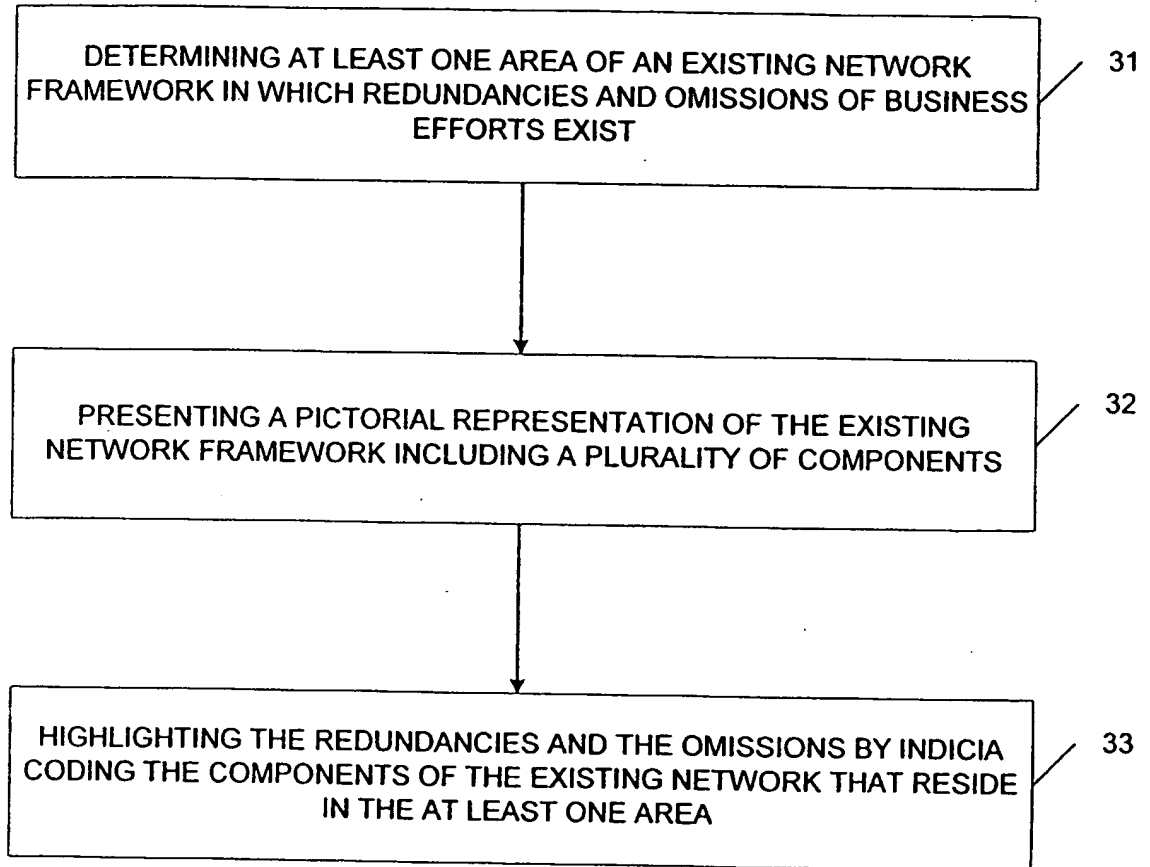 DETERMINING AT LEAST ONE AREA OF AN EXISTING NETWORK
FRAMEWORK IN WHICH REDUNDANCIES AND OMISSIONS OF BUSINESS
EFFORTS EXIST
31
PRESENTING A PICTORIAL REPRESENTATION OF THE EXISTING
NETWORK FRAMEWORK INCLUDING A PLURALITY OF COMPONENTS
32
HIGHLIGHTING THE REDUNDANCIES AND THE OMISSIONS BY INDICIA
CODING THE COMPONENTS OF THE EXISTING NETWORK THAT RESIDE
IN THE AT LEAST ONE AREA
33